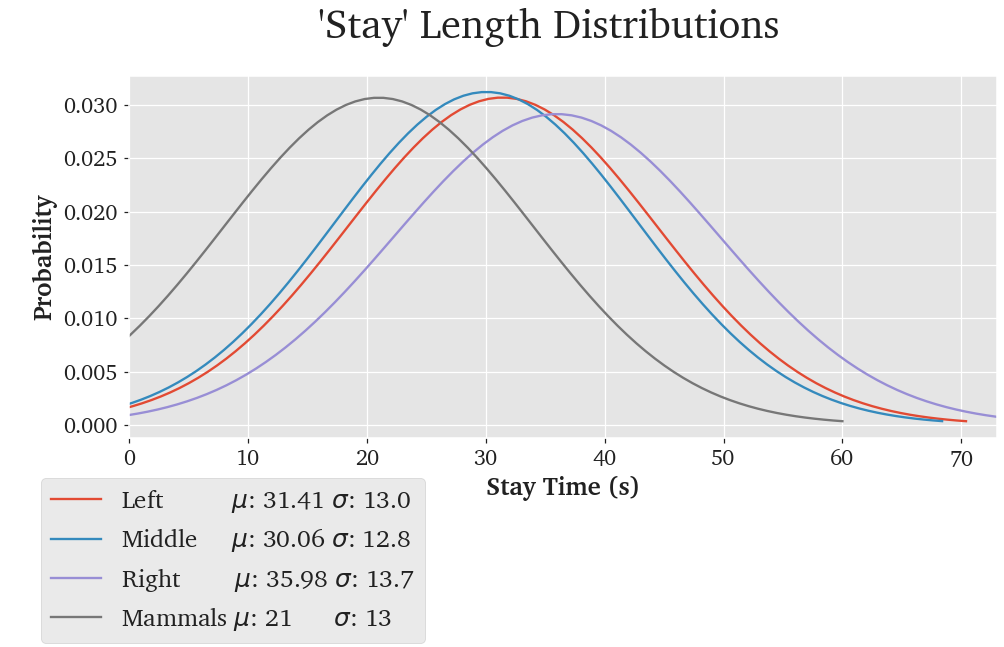 'Stay' Length Distributions
0.030
0.025
0.020
0.015
0.010
0.005
0.000
Probability
0 10 20 30 40 50 60 70
Stay Time (s)
Left μ: 31.41 σ: 13.0
Middle μ: 30.06 σ: 12.8
Right μ: 35.98 σ: 13.7
Mammals μ: 21 σ: 13